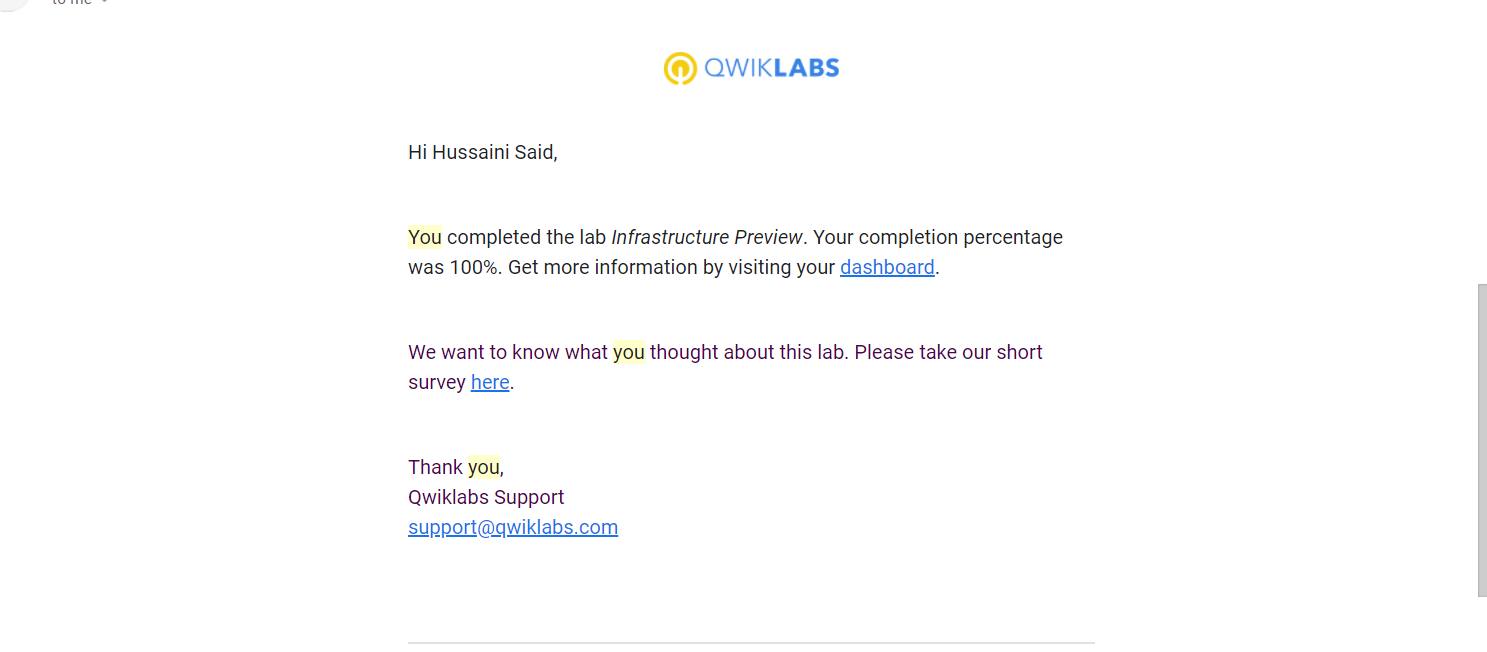 to me
QWIKLABS
Hi Hussaini Said,
You completed the lab Infrastructure Preview. Your completion percentage
was 100%. Get more information by visiting your dashboard.
We want to know what you thought about this lab. Please take our short
survey here.
Thank you,
Qwiklabs Support
support@qwiklabs.com